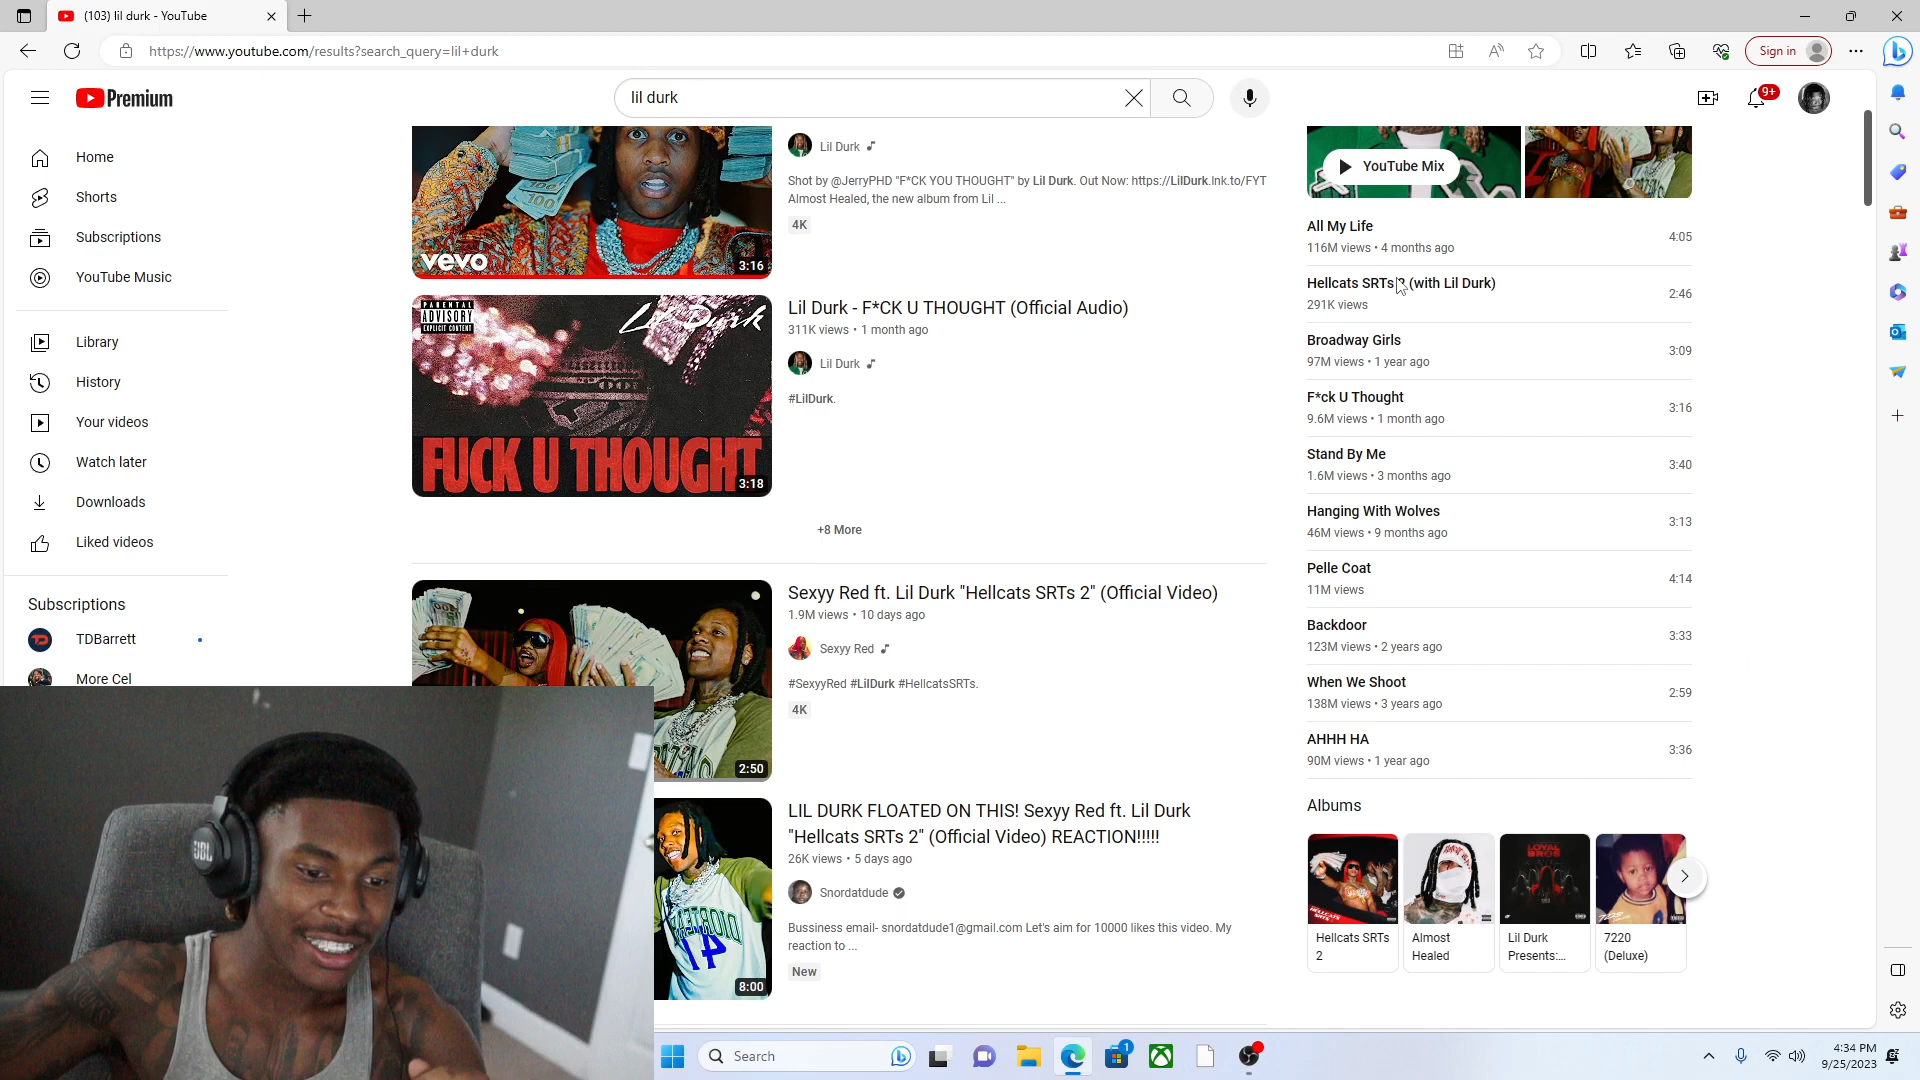 (103) lil durk - YouTube
https://www.youtube.com/results?search_query=lil+durk
Sign in
Premium
lil durk
9+
Home
Shorts
Subscriptions
YouTube Music
Library
History
Your videos
Watch later
Downloads
Liked videos
Subscriptions
TDBarrett
More Cel
vevo
3:16
Lil Durk
Shot by @JerryPHD "F*CK YOU THOUGHT" by Lil Durk. Out Now: https://LilDurk.lnk.to/FYT
Almost Healed, the new album from Lil ...
4K
PARENTAL
ADVISORY
EXPLICIT CONTENT
Lil Durk
FUCK U THOUGHT
3:18
Lil Durk - F*CK U THOUGHT (Official Audio)
311K views • 1 month ago
Lil Durk
#LilDurk.
+8 More
2:50
Sexyy Red ft. Lil Durk "Hellcats SRTs 2" (Official Video)
1.9M views • 10 days ago
Sexyy Red
#SexyyRed #LilDurk #HellcatsSRTs.
4K
8:00
LIL DURK FLOATED ON THIS! Sexyy Red ft. Lil Durk
"Hellcats SRTs 2" (Official Video) REACTION!!!!!
26K views • 5 days ago
Snordatdude
Bussiness email- snordatdude1@gmail.com Let's aim for 10000 likes this video. My
reaction to ...
New
YouTube Mix
All My Life
116M views • 4 months ago
4:05
Hellcats SRTs 2 (with Lil Durk)
291K views
2:46
Broadway Girls
97M views • 1 year ago
3:09
F*ck U Thought
9.6M views • 1 month ago
3:16
Stand By Me
1.6M views • 3 months ago
3:40
Hanging With Wolves
46M views • 9 months ago
3:13
Pelle Coat
11M views
4:14
Backdoor
123M views • 2 years ago
3:33
When We Shoot
138M views • 3 years ago
2:59
AHHH HA
90M views • 1 year ago
3:36
Albums
LOYAL
BROS
7220
Hellcats SRTs
2
Almost
Healed
Lil Durk
Presents:...
7220
(Deluxe)
JBL
Search
1
4:34 PM
9/25/2023